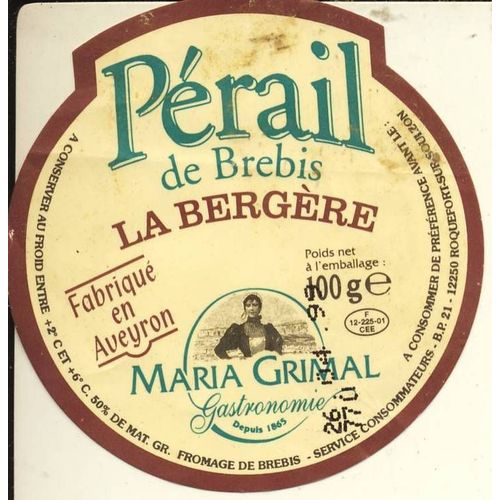 Pérail
de Brebis
LA BERGÈRE
Fabriqué
en
Aveyron
Poids net
à l'emballage :
100 g e
F
12-225-01
CEE
MARIA GRIMAL
Gastronomie
Depuis 1865
A CONSERVER AU FROID ENTRE +2° C ET +6° C. 50% DE MAT. GR. FROMAGE DE BREBIS - SERVICE CONSOMMATEURS - B.P. 21 - 12250 ROQUEFORT-SUR-SOULZON
A CONSOMMER DE PRÉFÉRENCE AVANT LE :
26